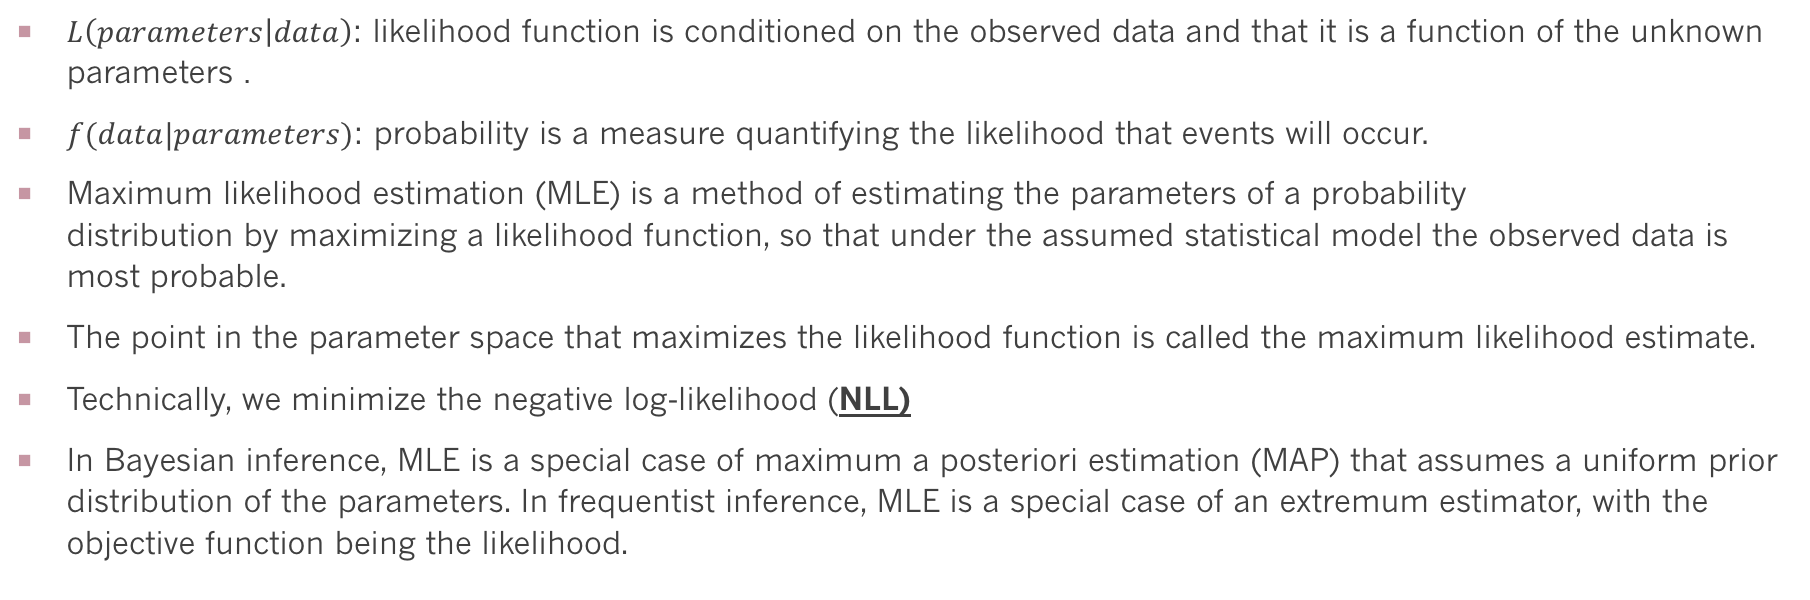 ▪ L(parameters|data): likelihood function is conditioned on the observed data and that it is a function of the unknown
parameters .
▪ f(data|parameters): probability is a measure quantifying the likelihood that events will occur.
▪ Maximum likelihood estimation (MLE) is a method of estimating the parameters of a probability
distribution by maximizing a likelihood function, so that under the assumed statistical model the observed data is
most probable.
▪ The point in the parameter space that maximizes the likelihood function is called the maximum likelihood estimate.
▪ Technically, we minimize the negative log-likelihood (NLL)
▪ In Bayesian inference, MLE is a special case of maximum a posteriori estimation (MAP) that assumes a uniform prior
distribution of the parameters. In frequentist inference, MLE is a special case of an extremum estimator, with the
objective function being the likelihood.